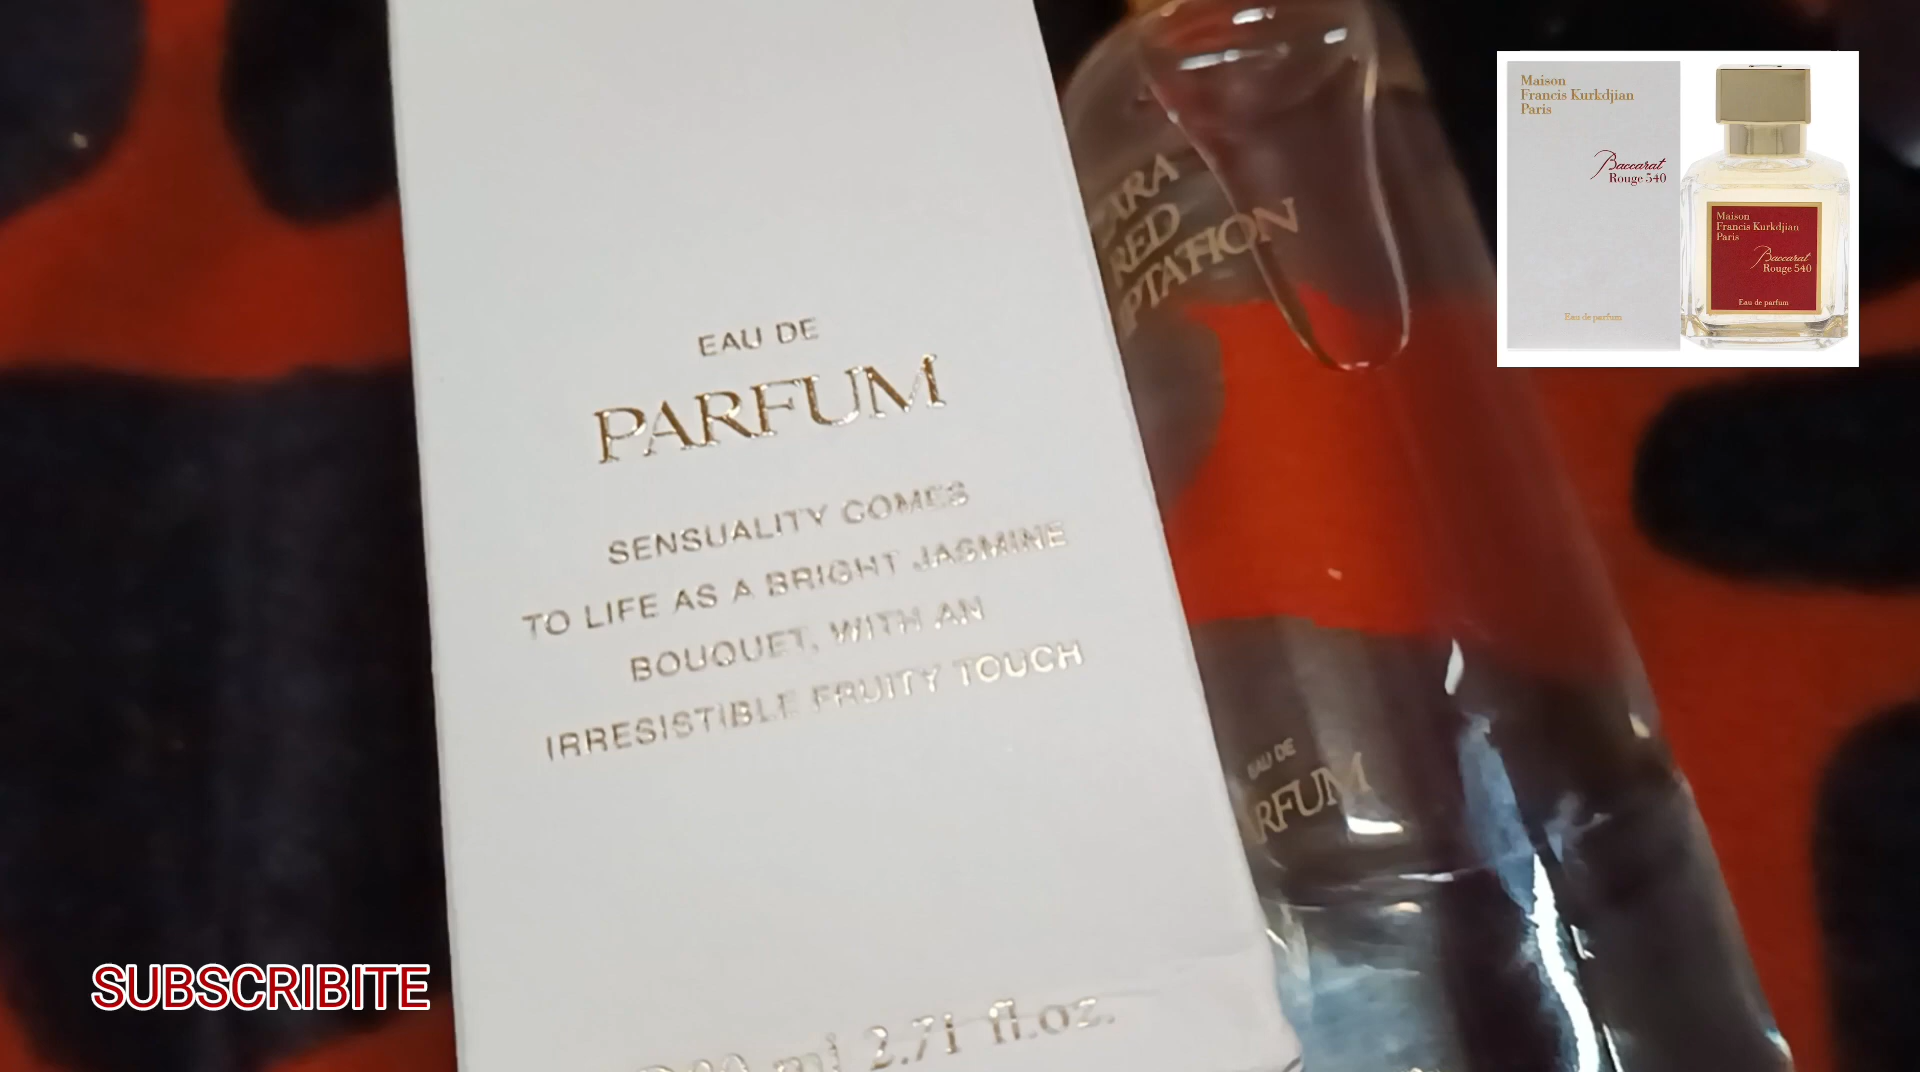 EAU DE
PARFUM
SENSUALITY COMES
TO LIFE AS A BRIGHT JASMINE
BOUQUET, WITH AN
IRRESISTIBLE FRUITY TOUCH
ml 2.71 fl.oz.
RED
EAU DE
Maison
Francis Kurkdjian
Paris
Baccarat
Rouge 540
Eau de parfum
Maison
Francis Kurkdjian
Paris
Baccarat
Rouge 540
Eau de parfum
SUBSCRIBITE